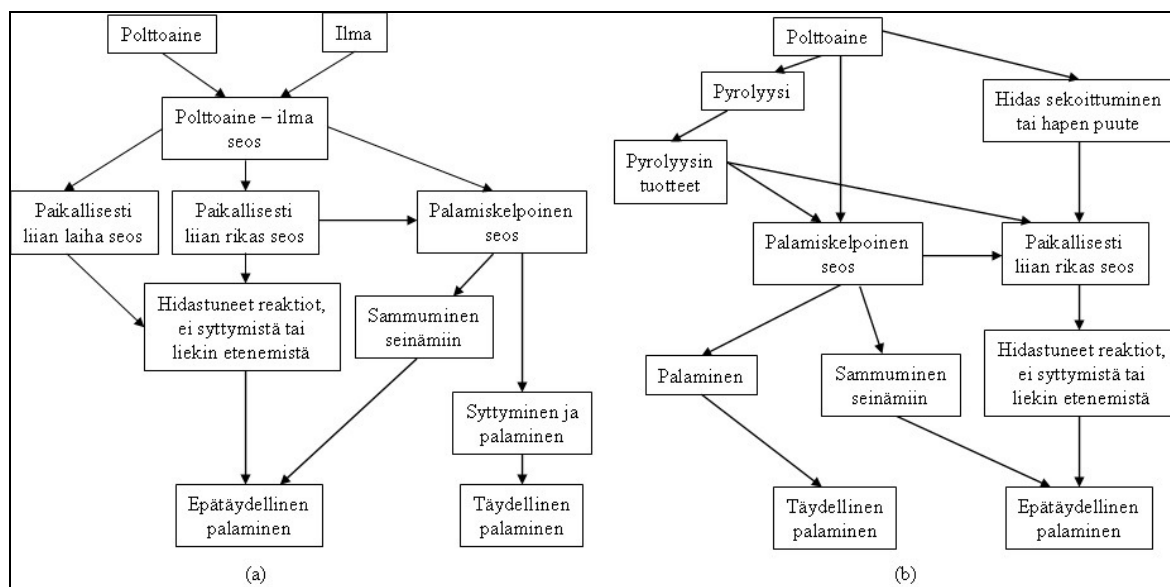 Polttoaine
Ilma
Polttoaine – ilma
seos
Paikallisesti
liian laiha seos
Paikallisesti
liian rikas seos
Palamiskelpoinen
seos
Hidastuneet reaktiot,
ei syttymistä tai
liekin etenemistä
Sammuminen
seinämiin
Syttyminen ja
palaminen
Epätäydellinen
palaminen
Täydellinen
palaminen
(a)
Polttoaine
Pyrolyysi
Hidas sekoittuminen
tai hapen puute
Pyrolyysin
tuotteet
Palamiskelpoinen
seos
Paikallisesti
liian rikas seos
Palaminen
Sammuminen
seinämiin
Hidastuneet reaktiot,
ei syttymistä tai
liekin etenemistä
Täydellinen
palaminen
Epätäydellinen
palaminen
(b)